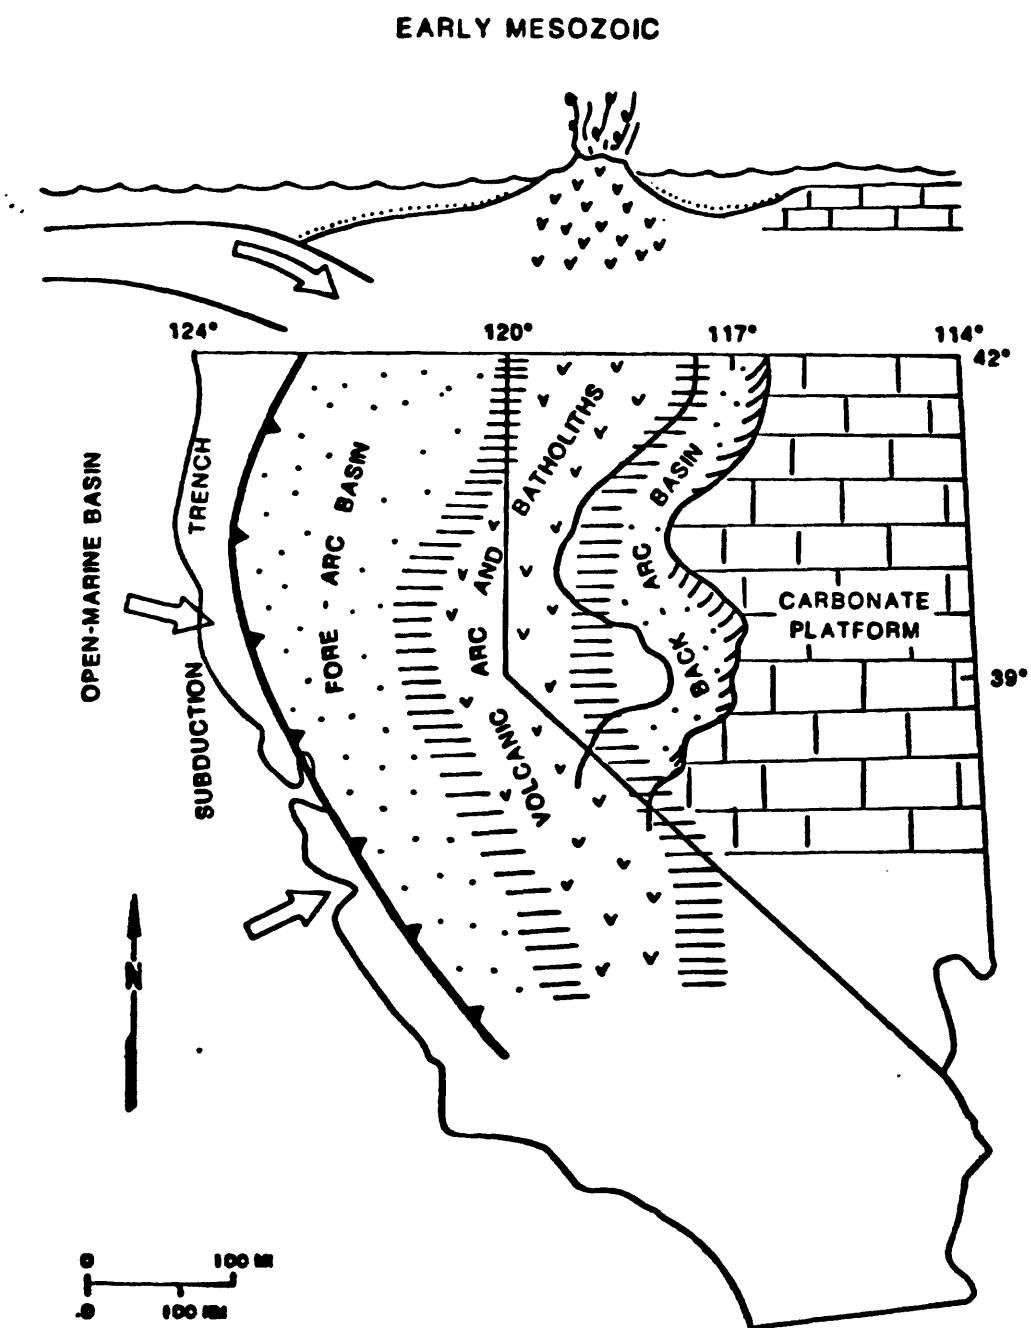 EARLY MESOZOIC
124°
120°
117°
114°
42°
39°
OPEN-MARINE BASIN
SUBDUCTION TRENCH
FORE-ARC BASIN
VOLCANIC ARC AND BATHOLITHS
BACK ARC BASIN
CARBONATE
PLATFORM
N
0 100 MI
0 100 KM